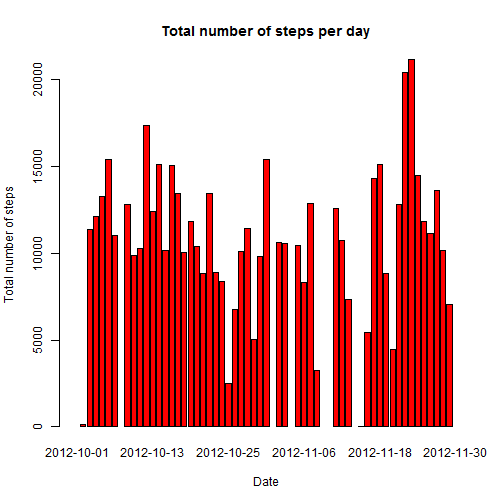 Total number of steps per day
Total number of steps
20000
15000
10000
5000
0
2012-10-01 2012-10-13 2012-10-25 2012-11-06 2012-11-18 2012-11-30
Date